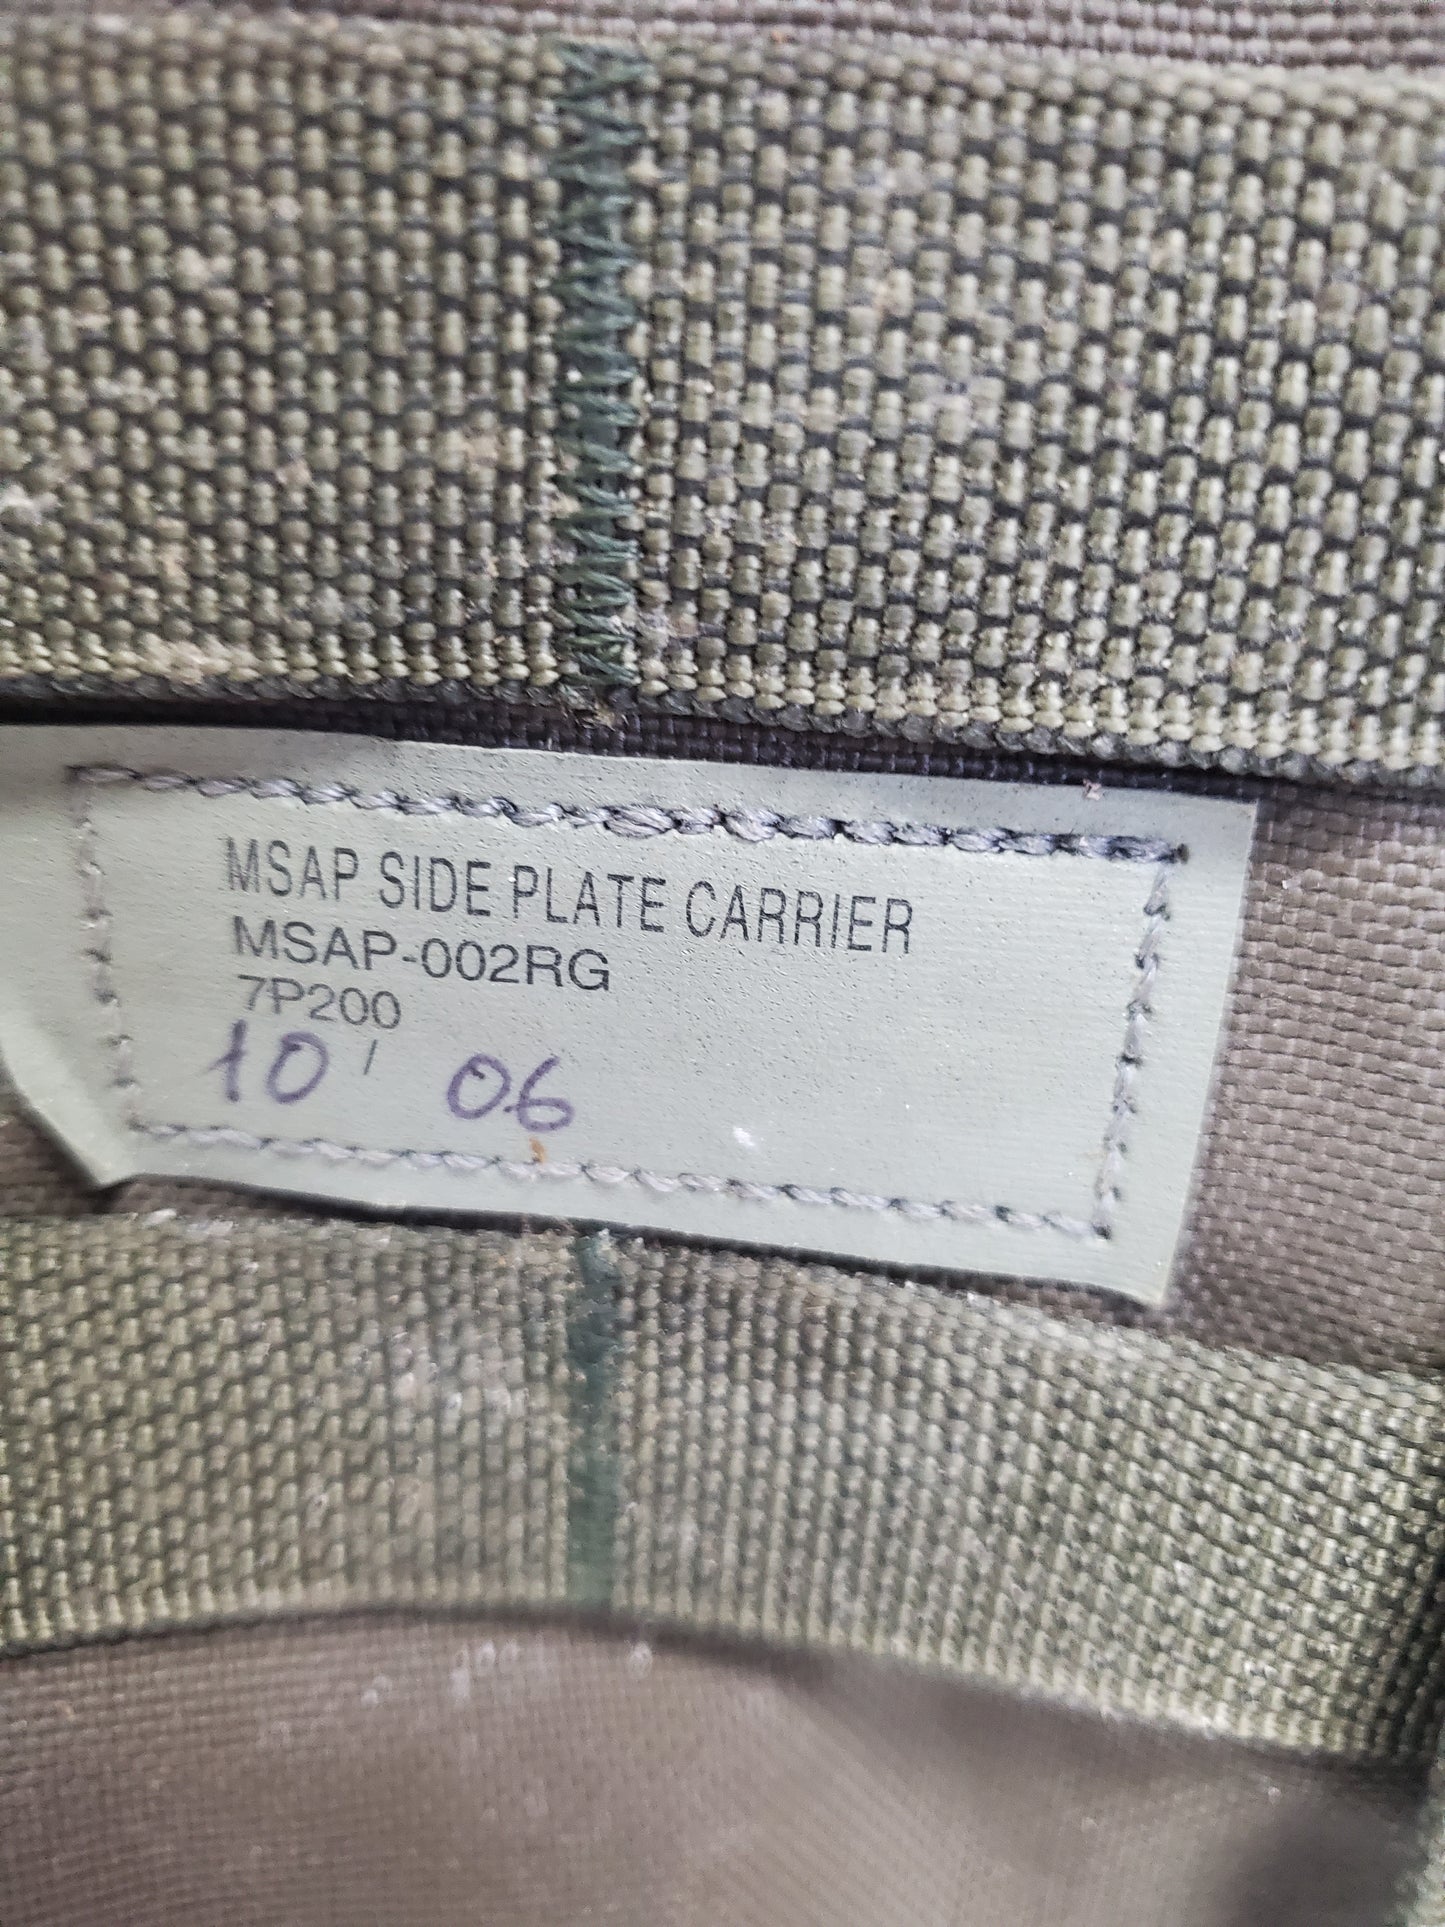 MSAP SIDE PLATE CARRIER
MSAP-002RG
7P200
10 / 06